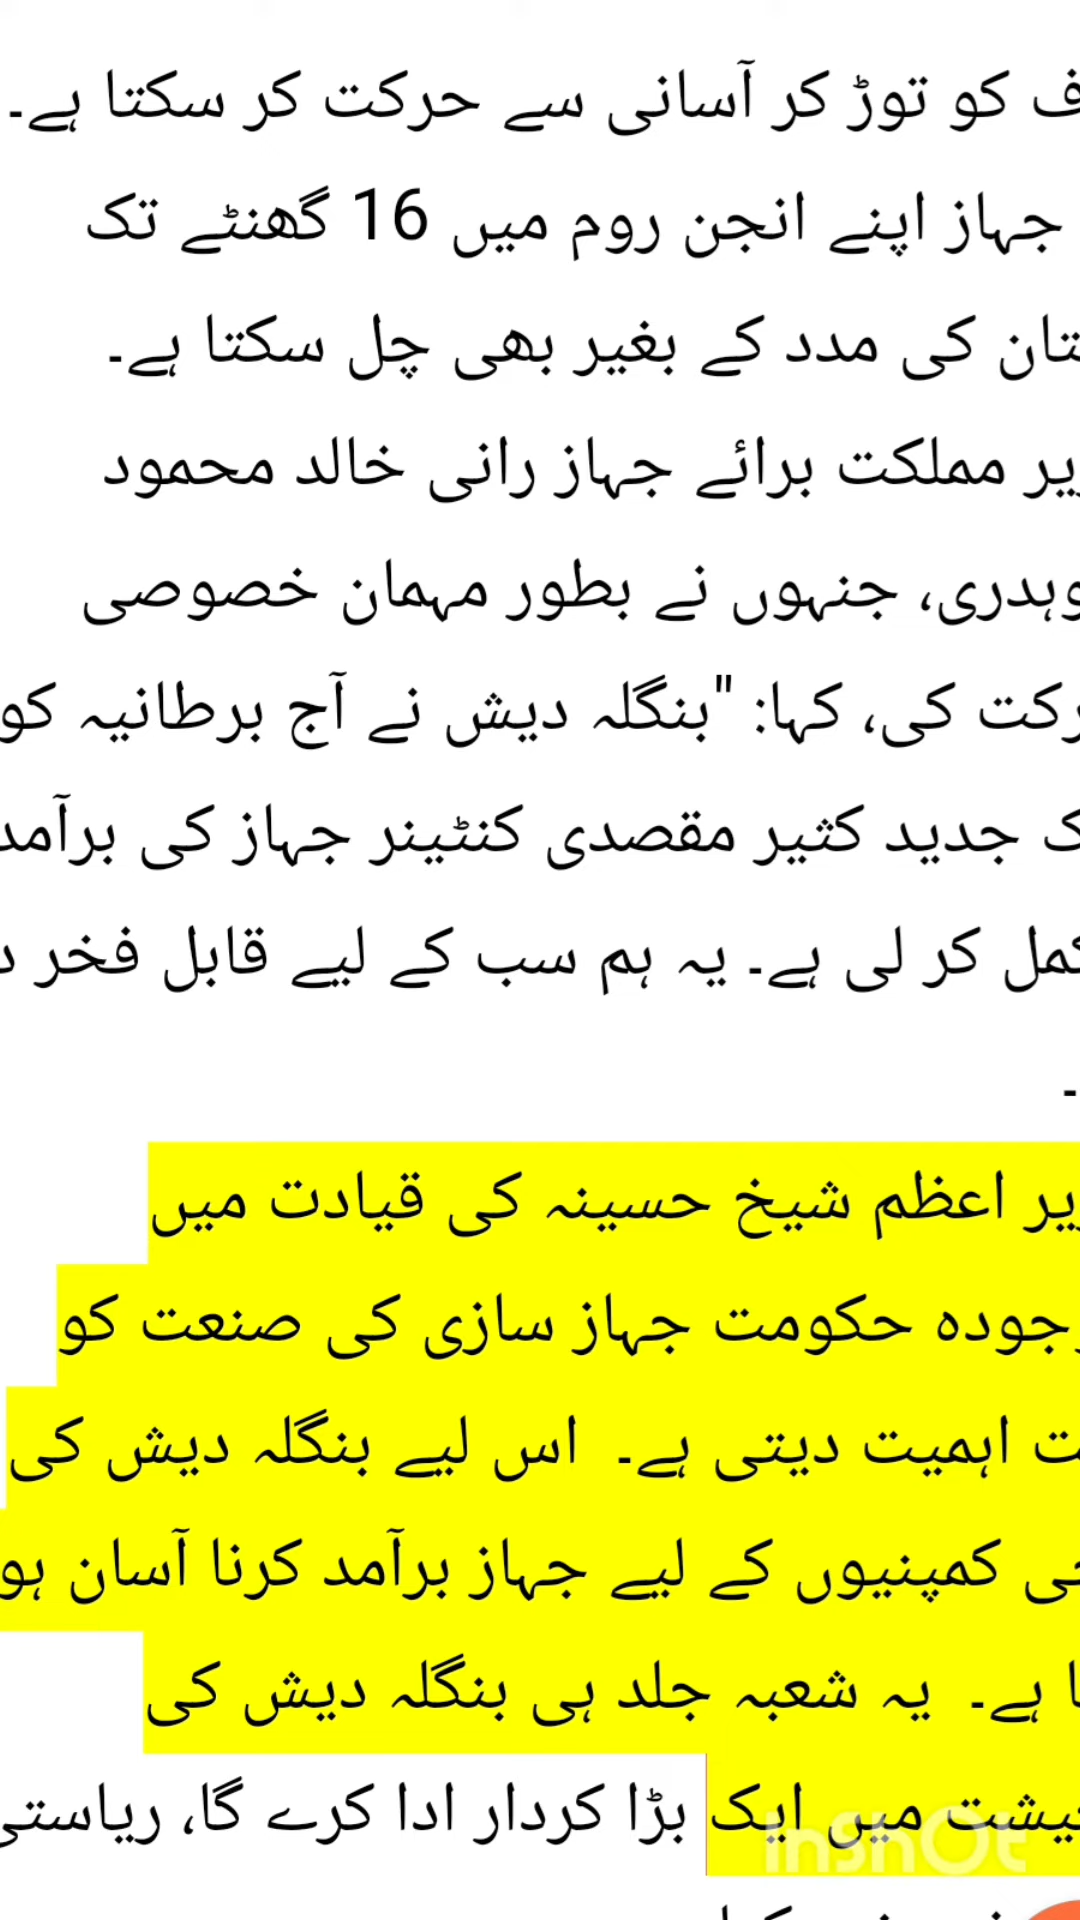 ف کو توڑ کر آسانی سے حرکت کر سکتا ہے۔
جہاز اپنے انجن روم میں 16 گھنٹے تک
تان کی مدد کے بغیر بھی چل سکتا ہے۔
یر مملکت برائے جہاز رانی خالد محمود
وہدری، جنہوں نے بطور مہمان خصوصی
رکت کی، کہا: "بنگلہ دیش نے آج برطانیہ کو
ک جدید کثیر مقصدی کنٹینر جہاز کی برآمد
کمل کر لی ہے۔ یہ ہم سب کے لیے قابل فخر د
۔
یر اعظم شیخ حسینہ کی قیادت میں
وجودہ حکومت جہاز سازی کی صنعت کو
ت اہمیت دیتی ہے۔ اس لیے بنگلہ دیش کی
جی کمپنیوں کے لیے جہاز برآمد کرنا آسان ہو
ا ہے۔ یہ شعبہ جلد ہی بنگلہ دیش کی
یشت میں ایک بڑا کردار ادا کرے گا، ریاستی
InShOt